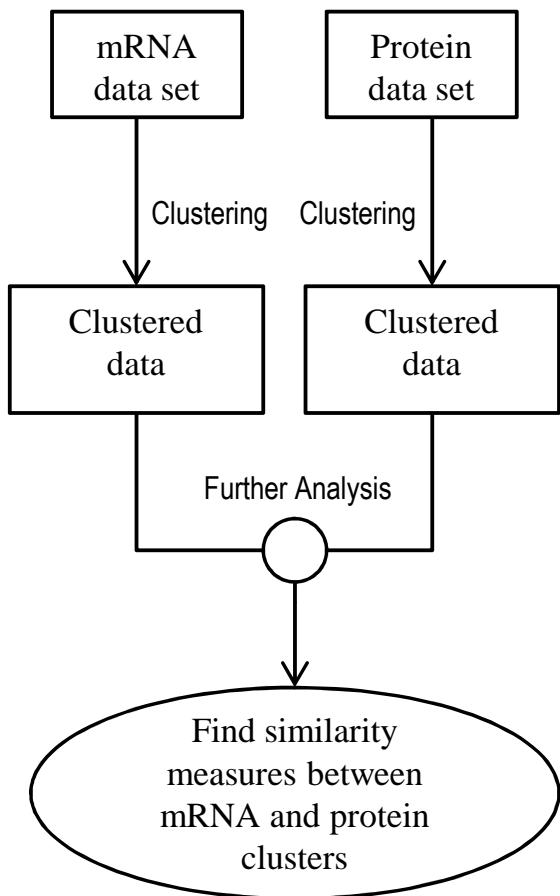 mRNA
data set
Protein
data set
Clustering
Clustering
Clustered
data
Clustered
data
Further Analysis
Find similarity
measures between
mRNA and protein
clusters